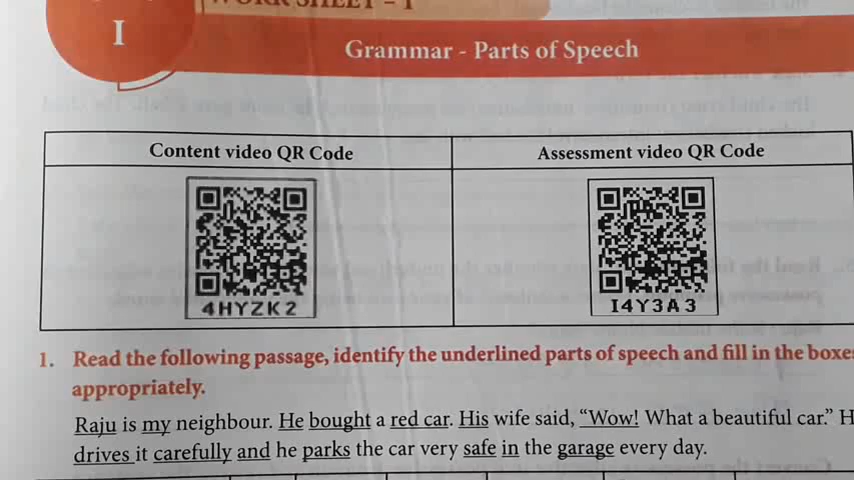 WORK SHEET – 1
I
Grammar - Parts of Speech
Content video QR Code
Assessment video QR Code
4HYZK2
I4Y3A3
1. Read the following passage, identify the underlined parts of speech and fill in the boxes
appropriately.
Raju is my neighbour. He bought a red car. His wife said, “Wow! What a beautiful car.” H
drives it carefully and he parks the car very safe in the garage every day.